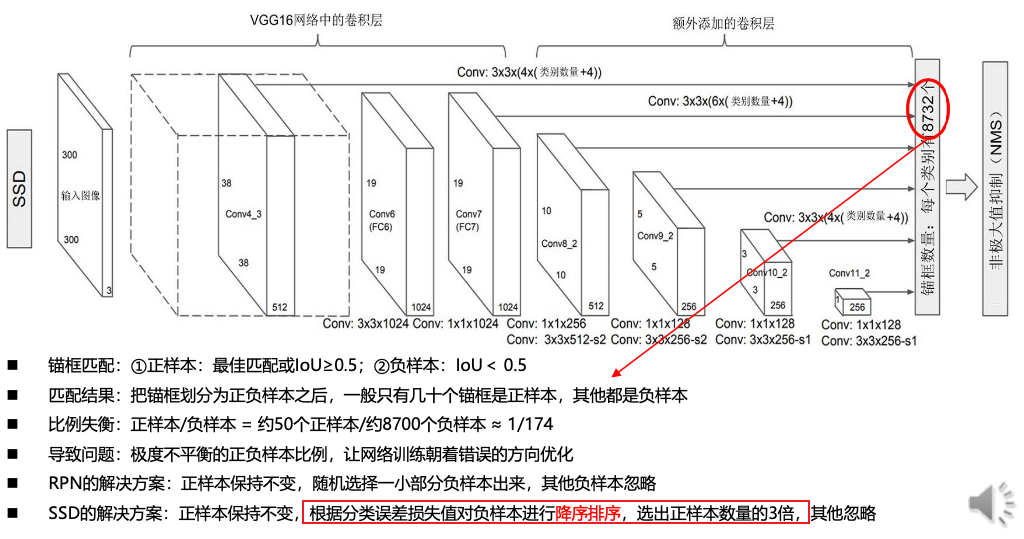 VGG16网络中的卷积层
额外添加的卷积层
Conv: 3x3x(4x( 类别数量+4))
Conv: 3x3x(6x( 类别数量+4))
Conv: 3x3x(4x( 类别数量+4))
SSD
300
输入图像
300
3
38
Conv4_3
38
512
19
Conv6
(FC6)
19
1024
19
Conv7
(FC7)
19
1024
10
Conv8_2
10
512
5
Conv9_2
5
256
3
Conv10_2
3
256
Conv11_2
1
256
锚框数量：每个类别有8732个
非极大值抑制（NMS）
Conv: 3x3x1024
Conv: 1x1x1024
Conv: 1x1x256
Conv: 3x3x512-s2
Conv: 1x1x128
Conv: 3x3x256-s2
Conv: 1x1x128
Conv: 3x3x256-s1
Conv: 1x1x128
Conv: 3x3x256-s1
■ 锚框匹配：①正样本：最佳匹配或IoU≥0.5；②负样本：IoU < 0.5
■ 匹配结果：把锚框划分为正负样本之后，一般只有几十个锚框是正样本，其他都是负样本
■ 比例失衡：正样本/负样本 = 约50个正样本/约8700个负样本 ≈ 1/174
■ 导致问题：极度不平衡的正负样本比例，让网络训练朝着错误的方向优化
■ RPN的解决方案：正样本保持不变，随机选择一小部分负样本出来，其他负样本忽略
■ SSD的解决方案：正样本保持不变，根据分类误差损失值对负样本进行降序排序，选出正样本数量的3倍，其他忽略